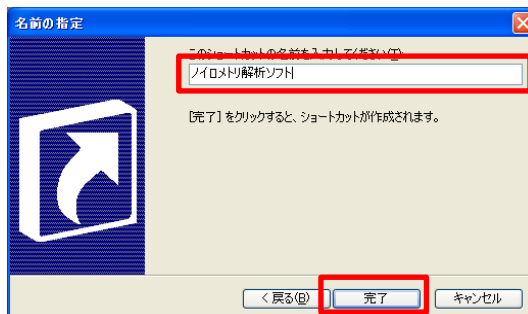 名前の指定
このショートカットの名前を入力してください(T):
ノイロメトリ解析ソフト
[完了] をクリックすると、ショートカットが作成されます。
< 戻る(B)
完了
キャンセル